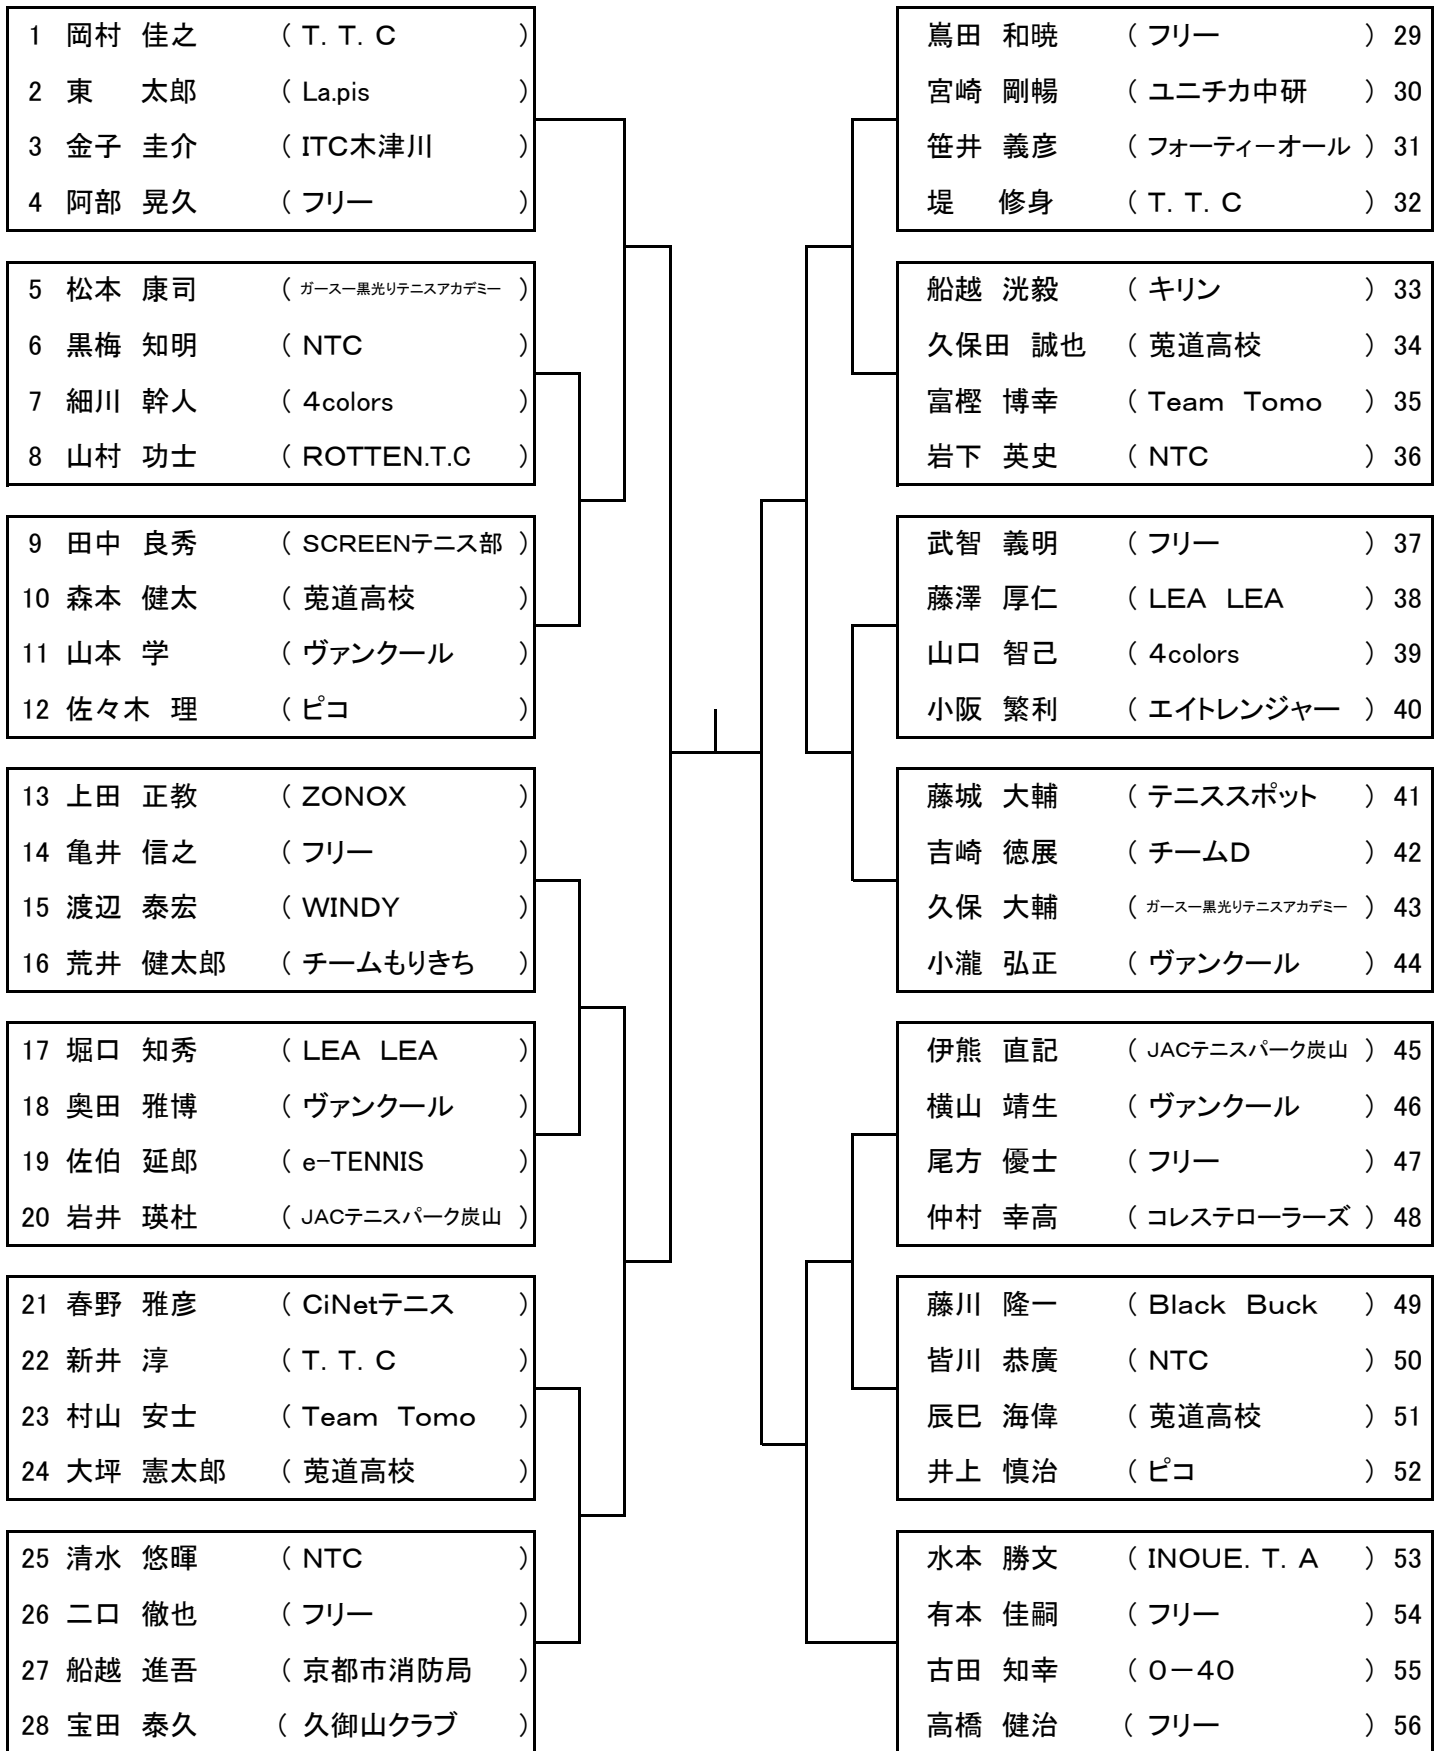 1 岡村 佳之 ( T. T. C )
2 東 太郎 ( La.pis )
3 金子 圭介 ( ITC木津川 )
4 阿部 晃久 ( フリー )
5 松本 康司 ( ガースー黒光りテニスアカデミー )
6 黒梅 知明 ( NTC )
7 細川 幹人 ( 4colors )
8 山村 功士 ( ROTTEN.T.C )
9 田中 良秀 ( SCREENテニス部 )
10 森本 健太 ( 莵道高校 )
11 山本 学 ( ヴァンクール )
12 佐々木 理 ( ピコ )
13 上田 正教 ( ZONOX )
14 亀井 信之 ( フリー )
15 渡辺 泰宏 ( WINDY )
16 荒井 健太郎 ( チームもりきち )
17 堀口 知秀 ( LEA LEA )
18 奥田 雅博 ( ヴァンクール )
19 佐伯 延郎 ( e-TENNIS )
20 岩井 瑛杜 ( JACテニスパーク炭山 )
21 春野 雅彦 ( CiNetテニス )
22 新井 淳 ( T. T. C )
23 村山 安士 ( Team Tomo )
24 大坪 憲太郎 ( 莵道高校 )
25 清水 悠暉 ( NTC )
26 二口 徹也 ( フリー )
27 船越 進吾 ( 京都市消防局 )
28 宝田 泰久 ( 久御山クラブ )
嶌田 和暁 ( フリー ) 29
宮崎 剛暢 ( ユニチカ中研 ) 30
笹井 義彦 ( フォーティーオール ) 31
堤 修身 ( T. T. C ) 32
船越 洸毅 ( キリン ) 33
久保田 誠也 ( 莵道高校 ) 34
富樫 博幸 ( Team Tomo ) 35
岩下 英史 ( NTC ) 36
武智 義明 ( フリー ) 37
藤澤 厚仁 ( LEA LEA ) 38
山口 智己 ( 4colors ) 39
小阪 繁利 ( エイトレンジャー ) 40
藤城 大輔 ( テニススポット ) 41
吉崎 徳展 ( チームD ) 42
久保 大輔 ( ガースー黒光りテニスアカデミー ) 43
小瀧 弘正 ( ヴァンクール ) 44
伊熊 直記 ( JACテニスパーク炭山 ) 45
横山 靖生 ( ヴァンクール ) 46
尾方 優士 ( フリー ) 47
仲村 幸高 ( コレステローラーズ ) 48
藤川 隆一 ( Black Buck ) 49
皆川 恭廣 ( NTC ) 50
辰巳 海偉 ( 莵道高校 ) 51
井上 慎治 ( ピコ ) 52
水本 勝文 ( INOUE. T. A ) 53
有本 佳嗣 ( フリー ) 54
古田 知幸 ( 0－40 ) 55
高橋 健治 ( フリー ) 56